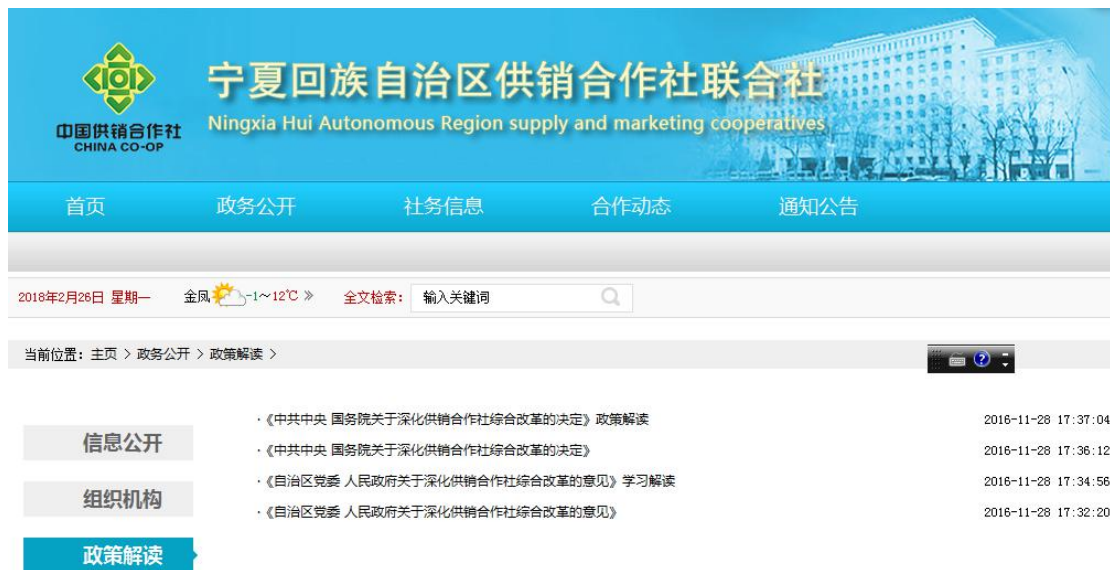 中国供销合作社
CHINA CO-OP
宁夏回族自治区供销合作社联合社
Ningxia Hui Autonomous Region supply and marketing cooperatives
首页 政务公开 社务信息 合作动态 通知公告
2018年2月26日 星期一 金凤 -1~12℃ » 全文检索： 输入关键词
当前位置：主页 > 政务公开 > 政策解读 >
·《中共中央 国务院关于深化供销合作社综合改革的决定》政策解读 2016-11-28 17:37:04
信息公开
·《中共中央 国务院关于深化供销合作社综合改革的决定》 2016-11-28 17:36:12
·《自治区党委 人民政府关于深化供销合作社综合改革的意见》学习解读 2016-11-28 17:34:56
组织机构
·《自治区党委 人民政府关于深化供销合作社综合改革的意见》 2016-11-28 17:32:20
政策解读